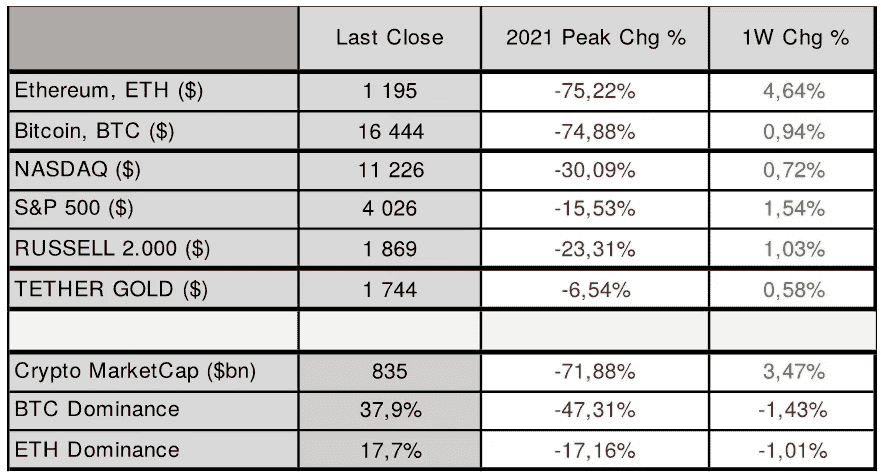 Last Close 2021 Peak Chg % 1W Chg %
Ethereum, ETH ($) 1 195 -75,22% 4,64%
Bitcoin, BTC ($) 16 444 -74,88% 0,94%
NASDAQ ($) 11 226 -30,09% 0,72%
S&P 500 ($) 4 026 -15,53% 1,54%
RUSSELL 2.000 ($) 1 869 -23,31% 1,03%
TETHER GOLD ($) 1 744 -6,54% 0,58%
Crypto MarketCap ($bn) 835 -71,88% 3,47%
BTC Dominance 37,9% -47,31% -1,43%
ETH Dominance 17,7% -17,16% -1,01%